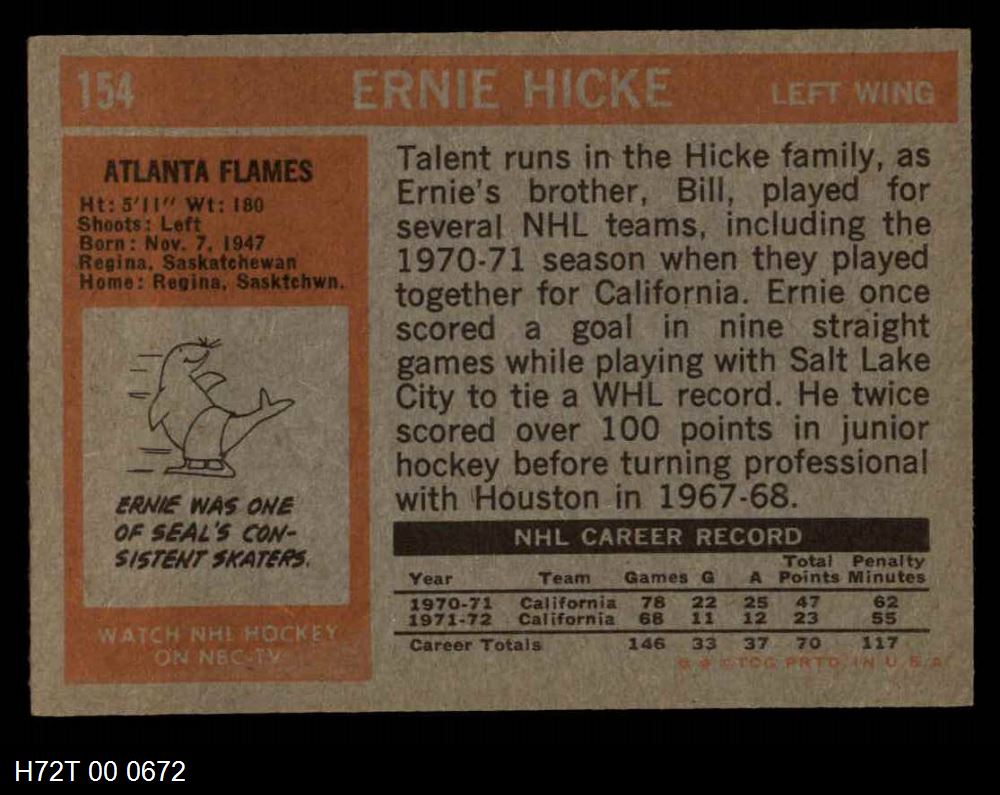 154 ERNIE HICKE LEFT WING
ATLANTA FLAMES
Ht: 5'11" Wt: 180
Shoots: Left
Born: Nov. 7, 1947
Regina, Saskatchewan
Home: Regina, Sasktchwn.
ERNIE WAS ONE
OF SEAL'S CON-
SISTENT SKATERS.
WATCH NHL HOCKEY
ON NBC-TV
Talent runs in the Hicke family, as
Ernie's brother, Bill, played for
several NHL teams, including the
1970-71 season when they played
together for California. Ernie once
scored a goal in nine straight
games while playing with Salt Lake
City to tie a WHL record. He twice
scored over 100 points in junior
hockey before turning professional
with Houston in 1967-68.
NHL CAREER RECORD
Year Team Games G A Total Points Penalty Minutes
1970-71 California 78 22 25 47 62
1971-72 California 68 11 12 23 55
Career Totals 146 33 37 70 117
* * © TCG PRTD. IN U.S.A.
H72T 00 0672